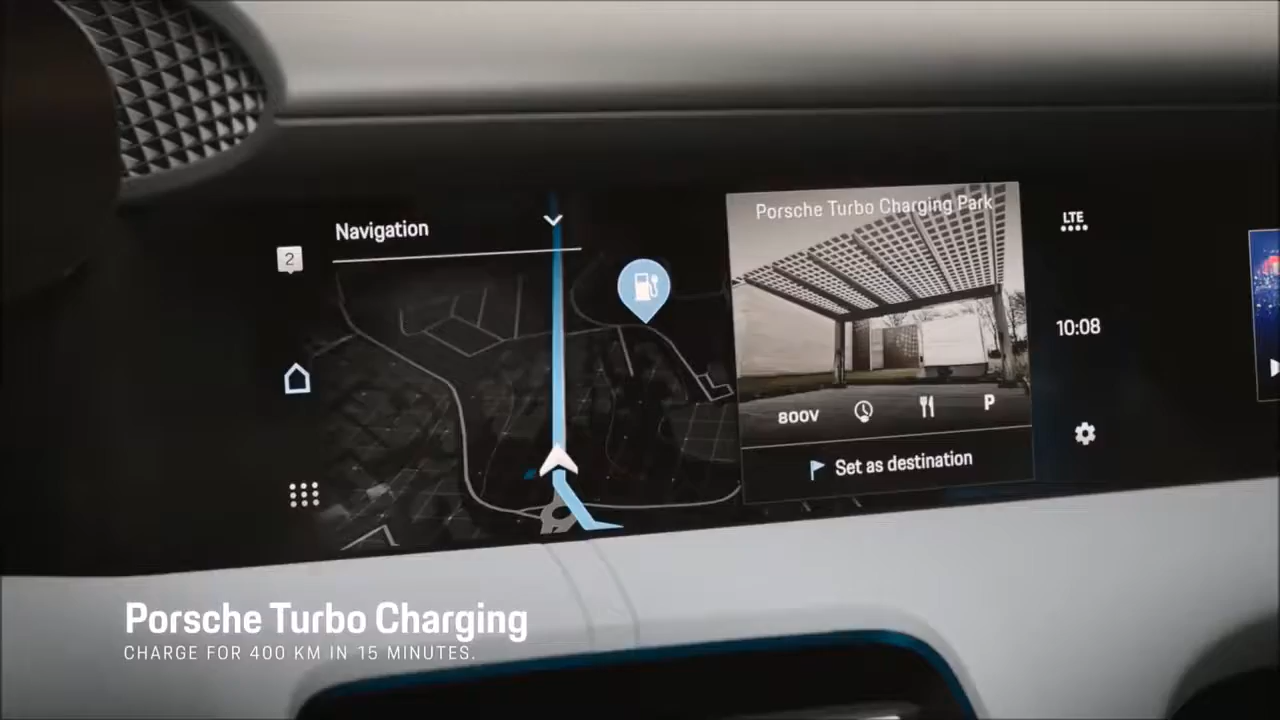 Navigation
2
Porsche Turbo Charging Park
LTE
10:08
800V
P
Set as destination
Porsche Turbo Charging
CHARGE FOR 400 KM IN 15 MINUTES.